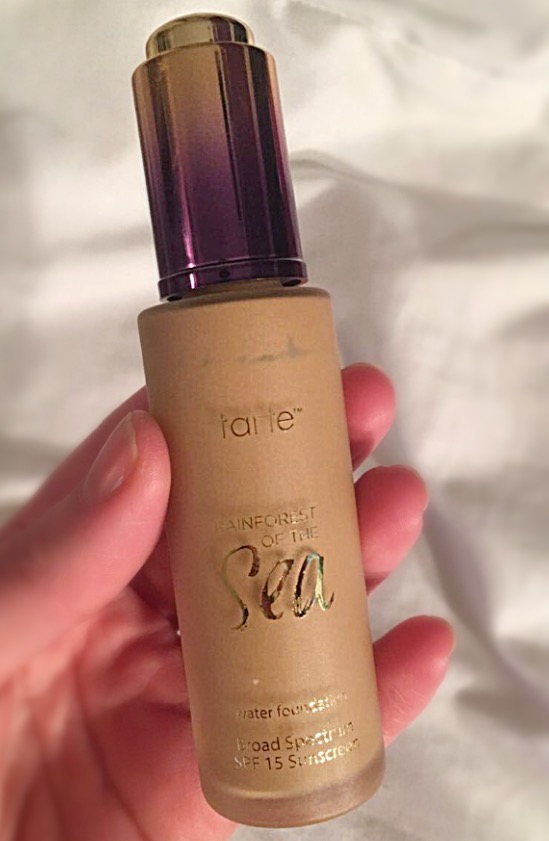 tarte™
RAINFOREST
OF THE
Sea
water foundation
Broad Spectrum
SPF 15 Sunscreen